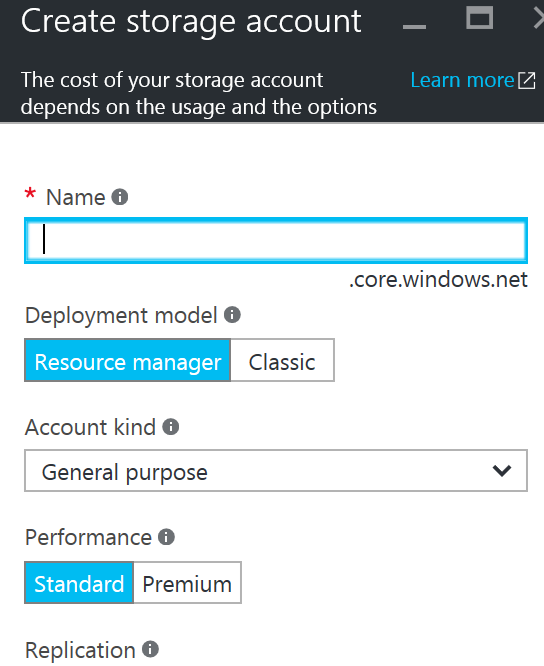 Create storage account
The cost of your storage account
Learn more
depends on the usage and the options
* Name
.core.windows.net
Deployment model
Resource manager
Classic
Account kind
General purpose
Performance
Standard
Premium
Replication